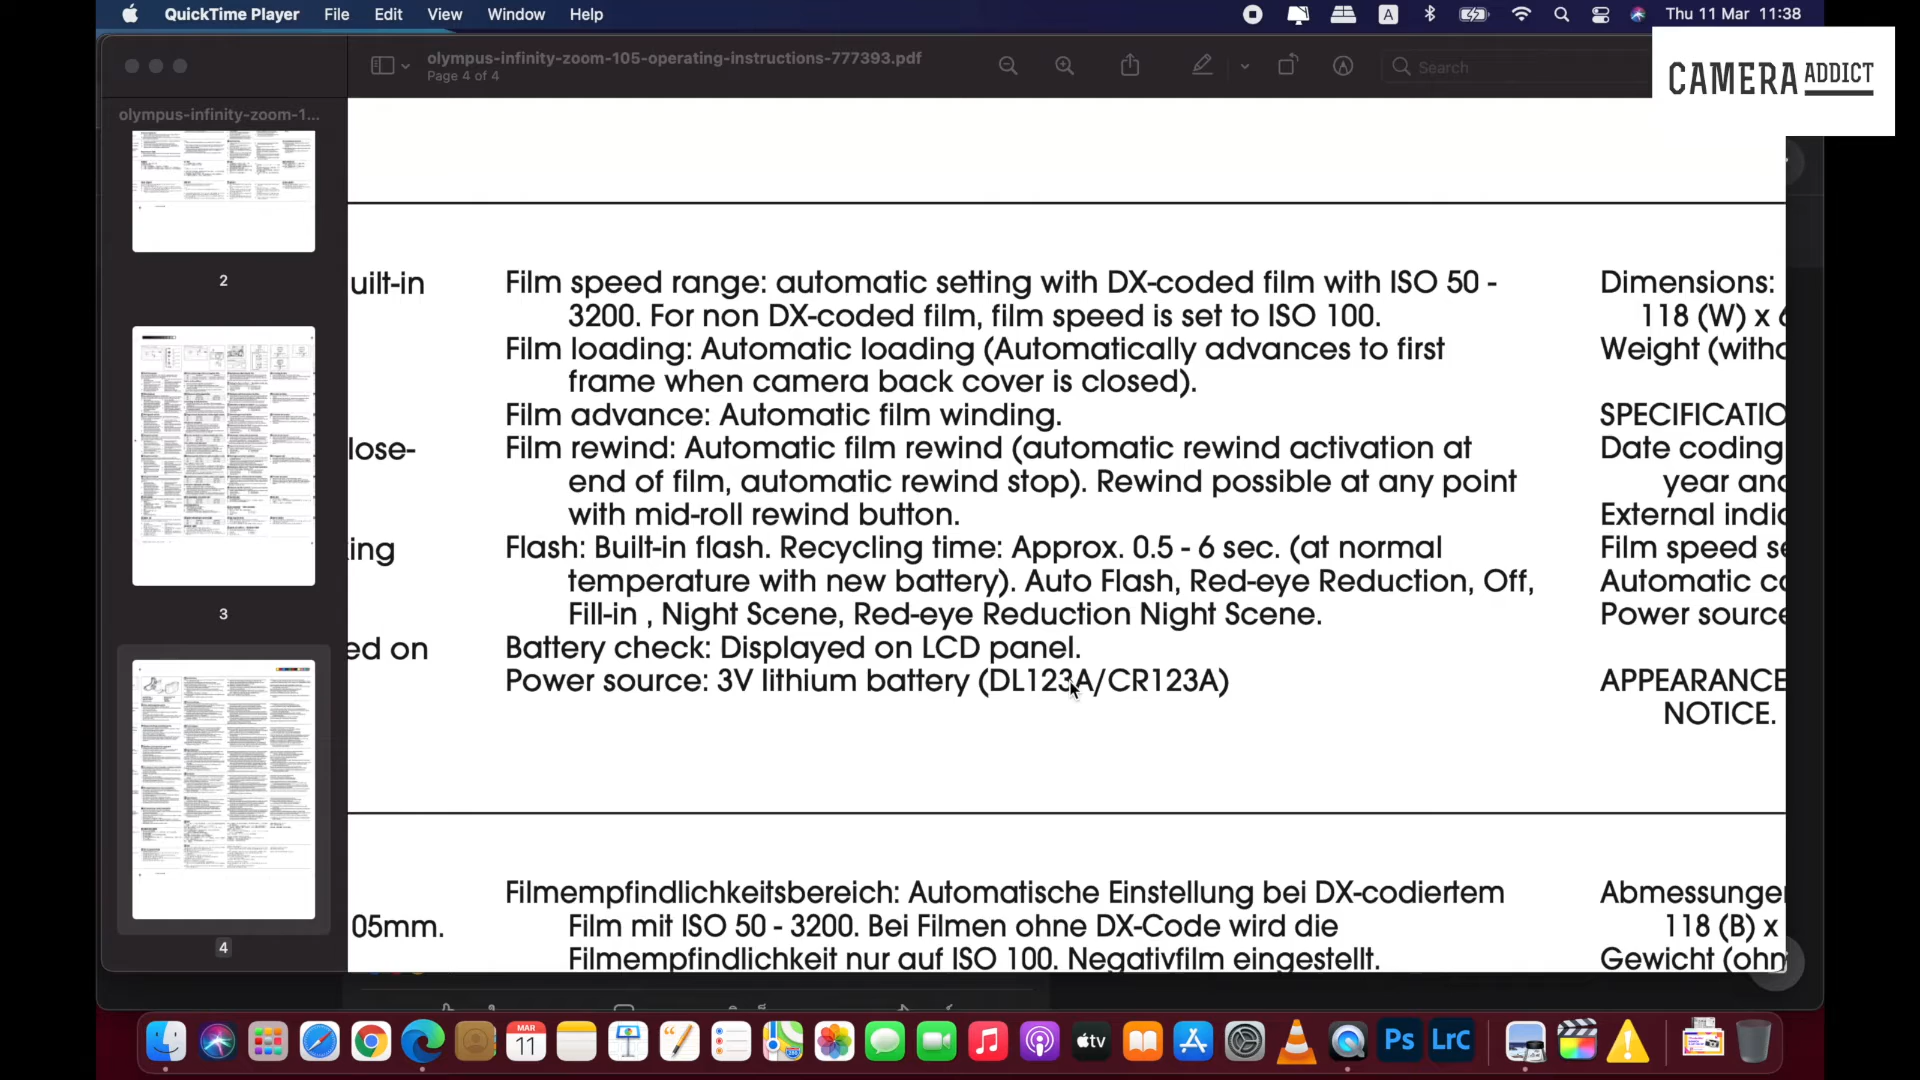 QuickTime Player File Edit View Window Help
A
Thu 11 Mar 11:38
CAMERA ADDICT
olympus-infinity-zoom-105-operating-instructions-777393.pdf
Page 4 of 4
Search
olympus-infinity-zoom-1...
2
3
4
uilt-in
lose-
ing
ed on
05mm.
Film speed range: automatic setting with DX-coded film with ISO 50 -
3200. For non DX-coded film, film speed is set to ISO 100.
Film loading: Automatic loading (Automatically advances to first
frame when camera back cover is closed).
Film advance: Automatic film winding.
Film rewind: Automatic film rewind (automatic rewind activation at
end of film, automatic rewind stop). Rewind possible at any point
with mid-roll rewind button.
Flash: Built-in flash. Recycling time: Approx. 0.5 - 6 sec. (at normal
temperature with new battery). Auto Flash, Red-eye Reduction, Off,
Fill-in , Night Scene, Red-eye Reduction Night Scene.
Battery check: Displayed on LCD panel.
Power source: 3V lithium battery (DL123A/CR123A)
Dimensions:
118 (W) x 6
Weight (witho
SPECIFICATIO
Date coding
year and
External indic
Film speed se
Automatic co
Power source
APPEARANCE
NOTICE.
Filmempfindlichkeitsbereich: Automatische Einstellung bei DX-codiertem
Film mit ISO 50 - 3200. Bei Filmen ohne DX-Code wird die
Filmempfindlichkeit nur auf ISO 100. Negativfilm eingestellt.
Abmessunge
118 (B) x
Gewicht (ohn
MAR
11
tv
Ps
LrC